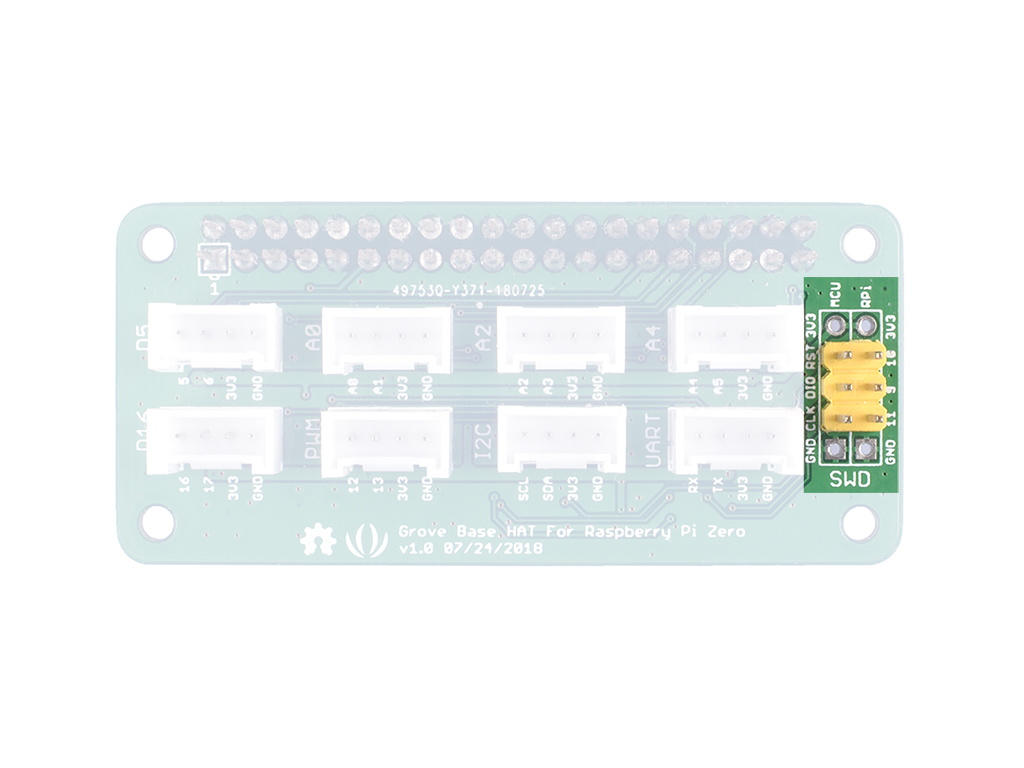 1
497530-Y371-180725
A5
A0
A2
A4
5 6 3V3 GND
A0 A1 3V3 GND
A2 A3 3V3 GND
A4 A5 3V3 GND
PWM
I2C
UART
16 17 3V3 GND
12 13 3V3 GND
SCL SDA 3V3 GND
RX TX 3V3 GND
MCU RPi
3V3 3V3
RST 10
DIO 9
CLK 11
GND GND
SWD
Grove Base HAT For Raspberry Pi Zero
v1.0 07/24/2018